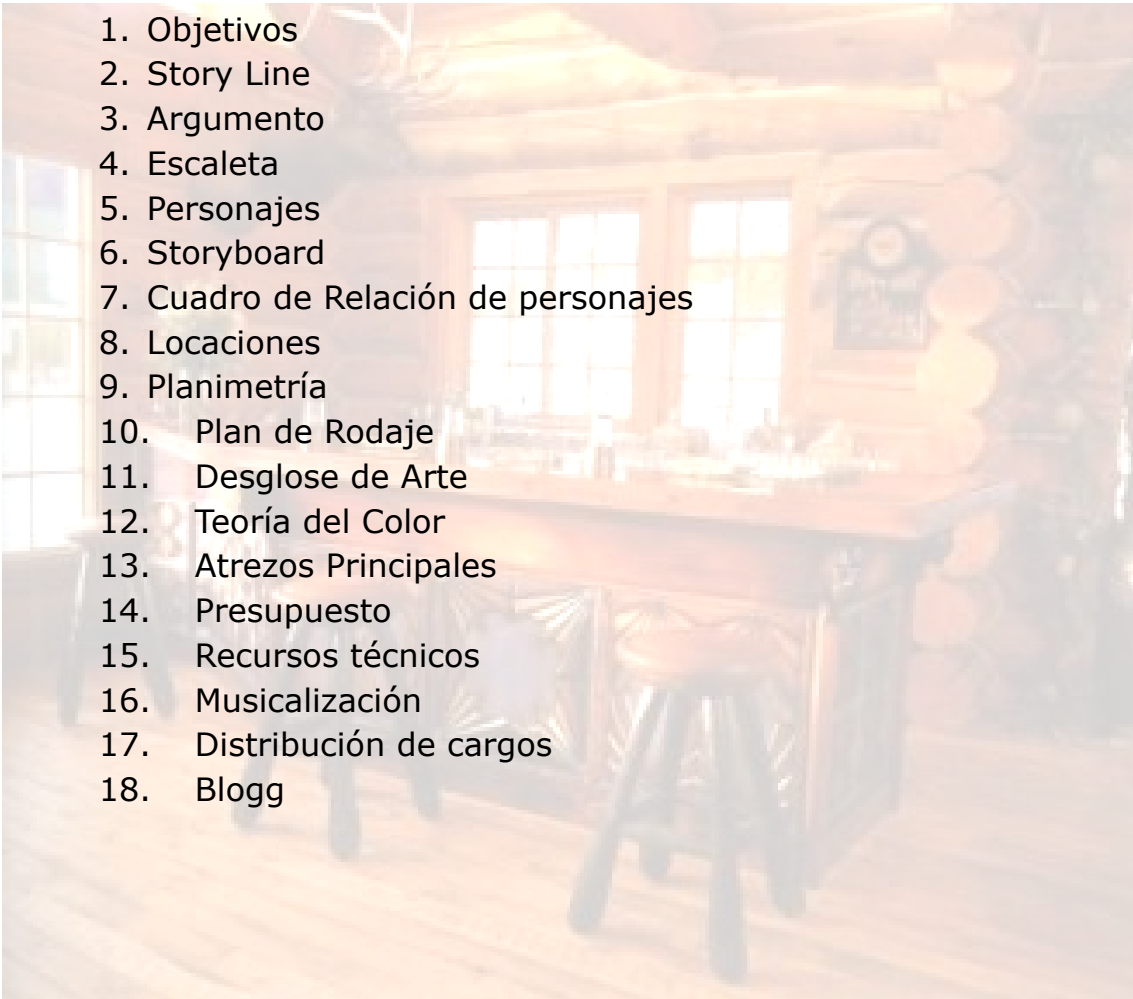 1. Objetivos
2. Story Line
3. Argumento
4. Escaleta
5. Personajes
6. Storyboard
7. Cuadro de Relación de personajes
8. Locaciones
9. Planimetría
10. Plan de Rodaje
11. Desglose de Arte
12. Teoría del Color
13. Atrezos Principales
14. Presupuesto
15. Recursos técnicos
16. Musicalización
17. Distribución de cargos
18. Blogg